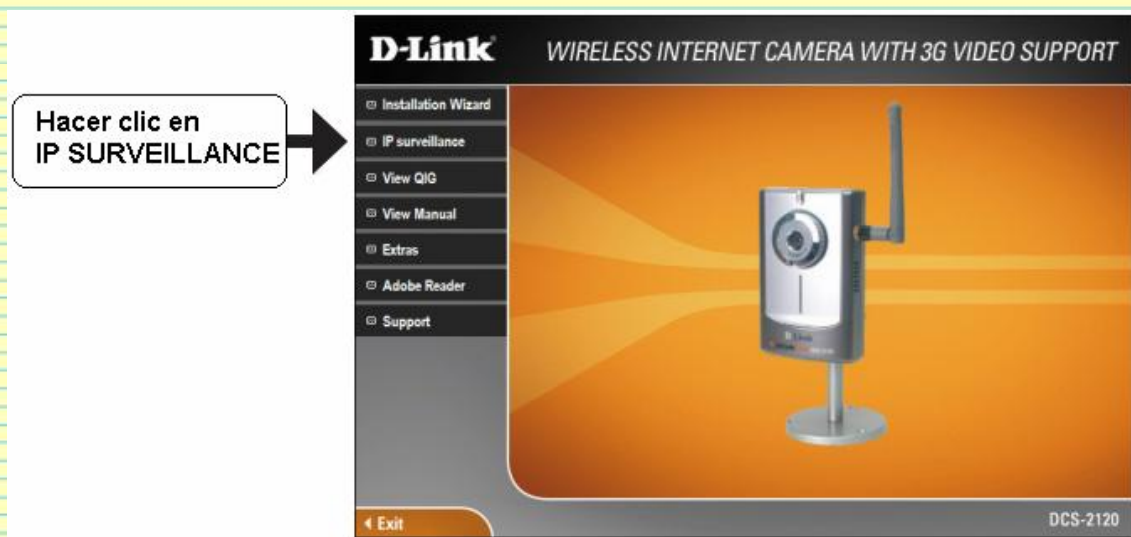 D-Link
WIRELESS INTERNET CAMERA WITH 3G VIDEO SUPPORT
Hacer clic en
IP SURVEILLANCE
Installation Wizard
IP surveillance
View QIG
View Manual
Extras
Adobe Reader
Support
D-Link
Exit
DCS-2120